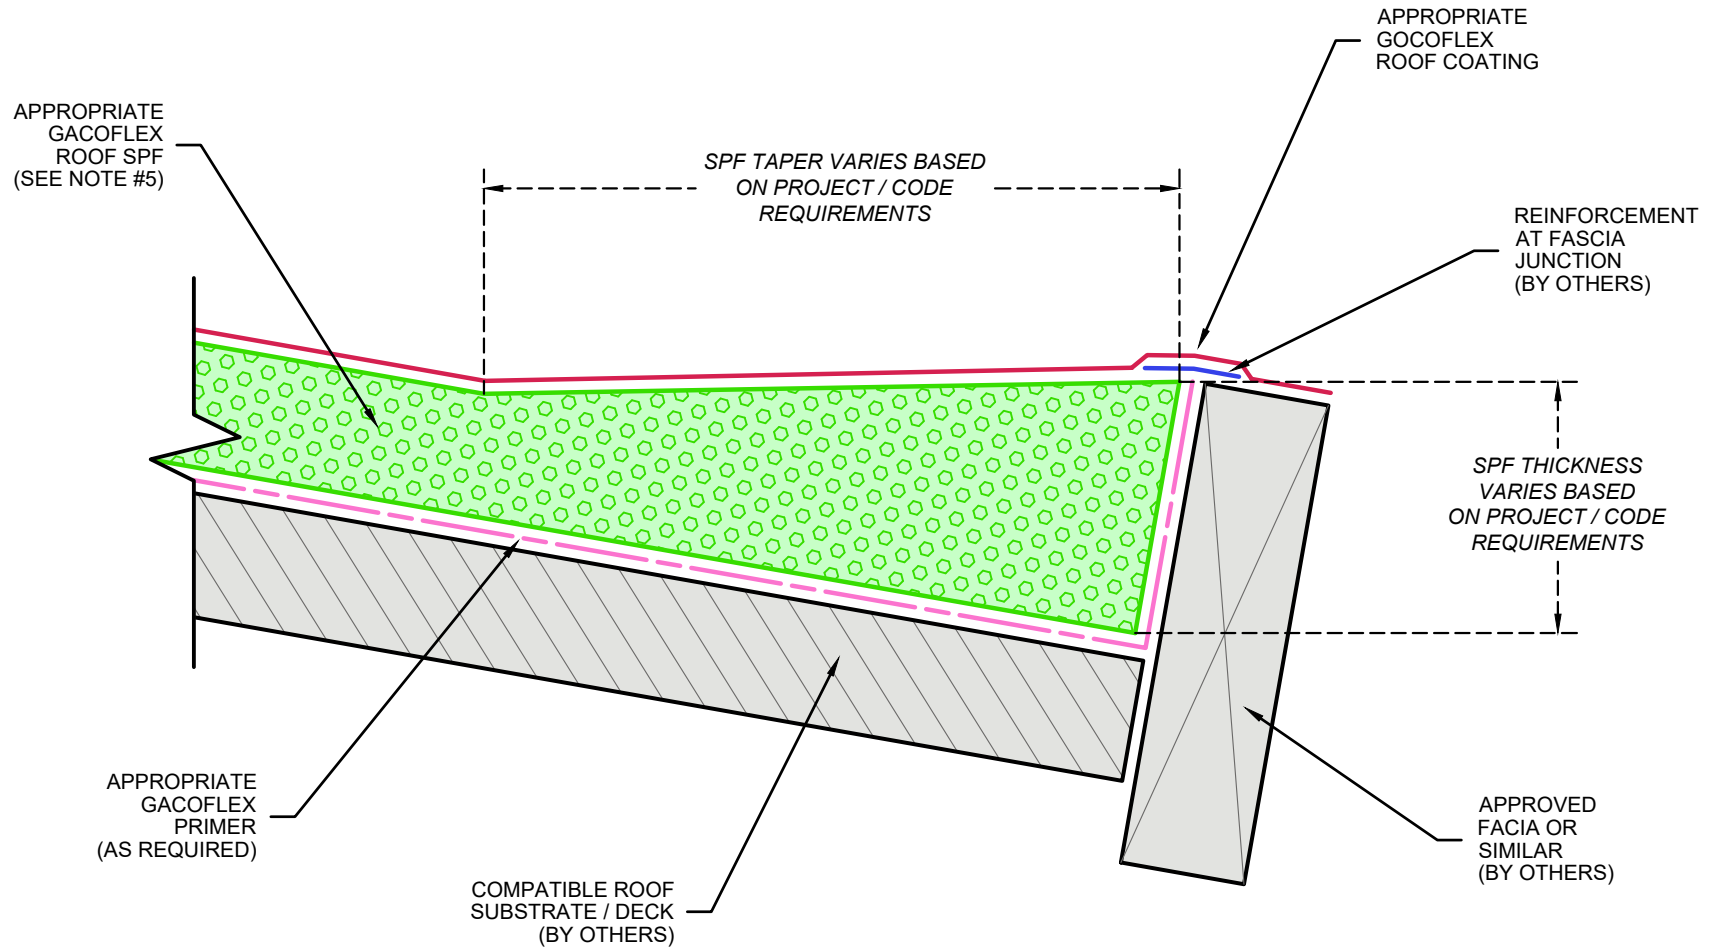 APPROPRIATE
GOCOFLEX
ROOF COATING
APPROPRIATE
GACOFLEX
ROOF SPF
(SEE NOTE #5)
SPF TAPER VARIES BASED
ON PROJECT / CODE
REQUIREMENTS
REINFORCEMENT
AT FASCIA
JUNCTION
(BY OTHERS)
SPF THICKNESS
VARIES BASED
ON PROJECT / CODE
REQUIREMENTS
APPROPRIATE
GACOFLEX
PRIMER
(AS REQUIRED)
APPROVED
FACIA OR
SIMILAR
(BY OTHERS)
COMPATIBLE ROOF
SUBSTRATE / DECK
(BY OTHERS)